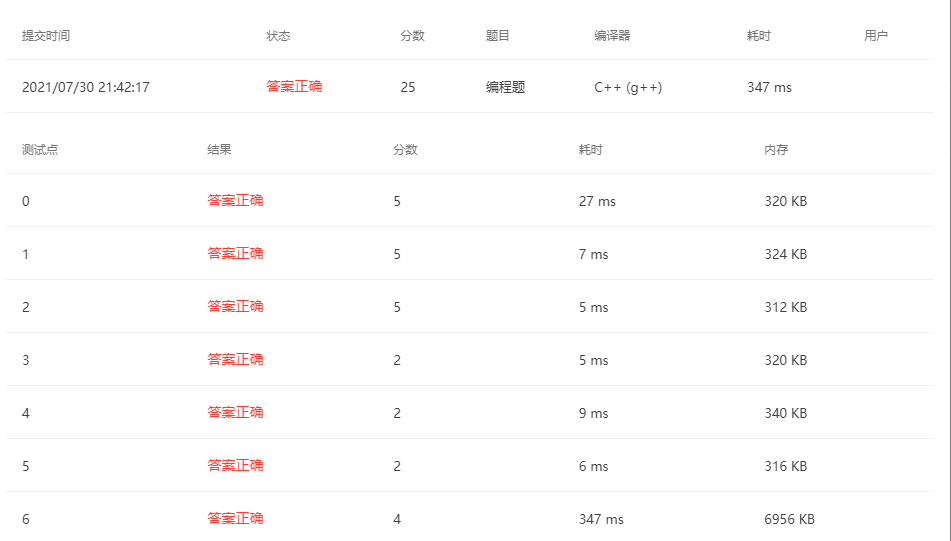 提交时间 状态 分数 题目 编译器 耗时 用户
2021/07/30 21:42:17 答案正确 25 编程题 C++ (g++) 347 ms
测试点 结果 分数 耗时 内存
0 答案正确 5 27 ms 320 KB
1 答案正确 5 7 ms 324 KB
2 答案正确 5 5 ms 312 KB
3 答案正确 2 5 ms 320 KB
4 答案正确 2 9 ms 340 KB
5 答案正确 2 6 ms 316 KB
6 答案正确 4 347 ms 6956 KB